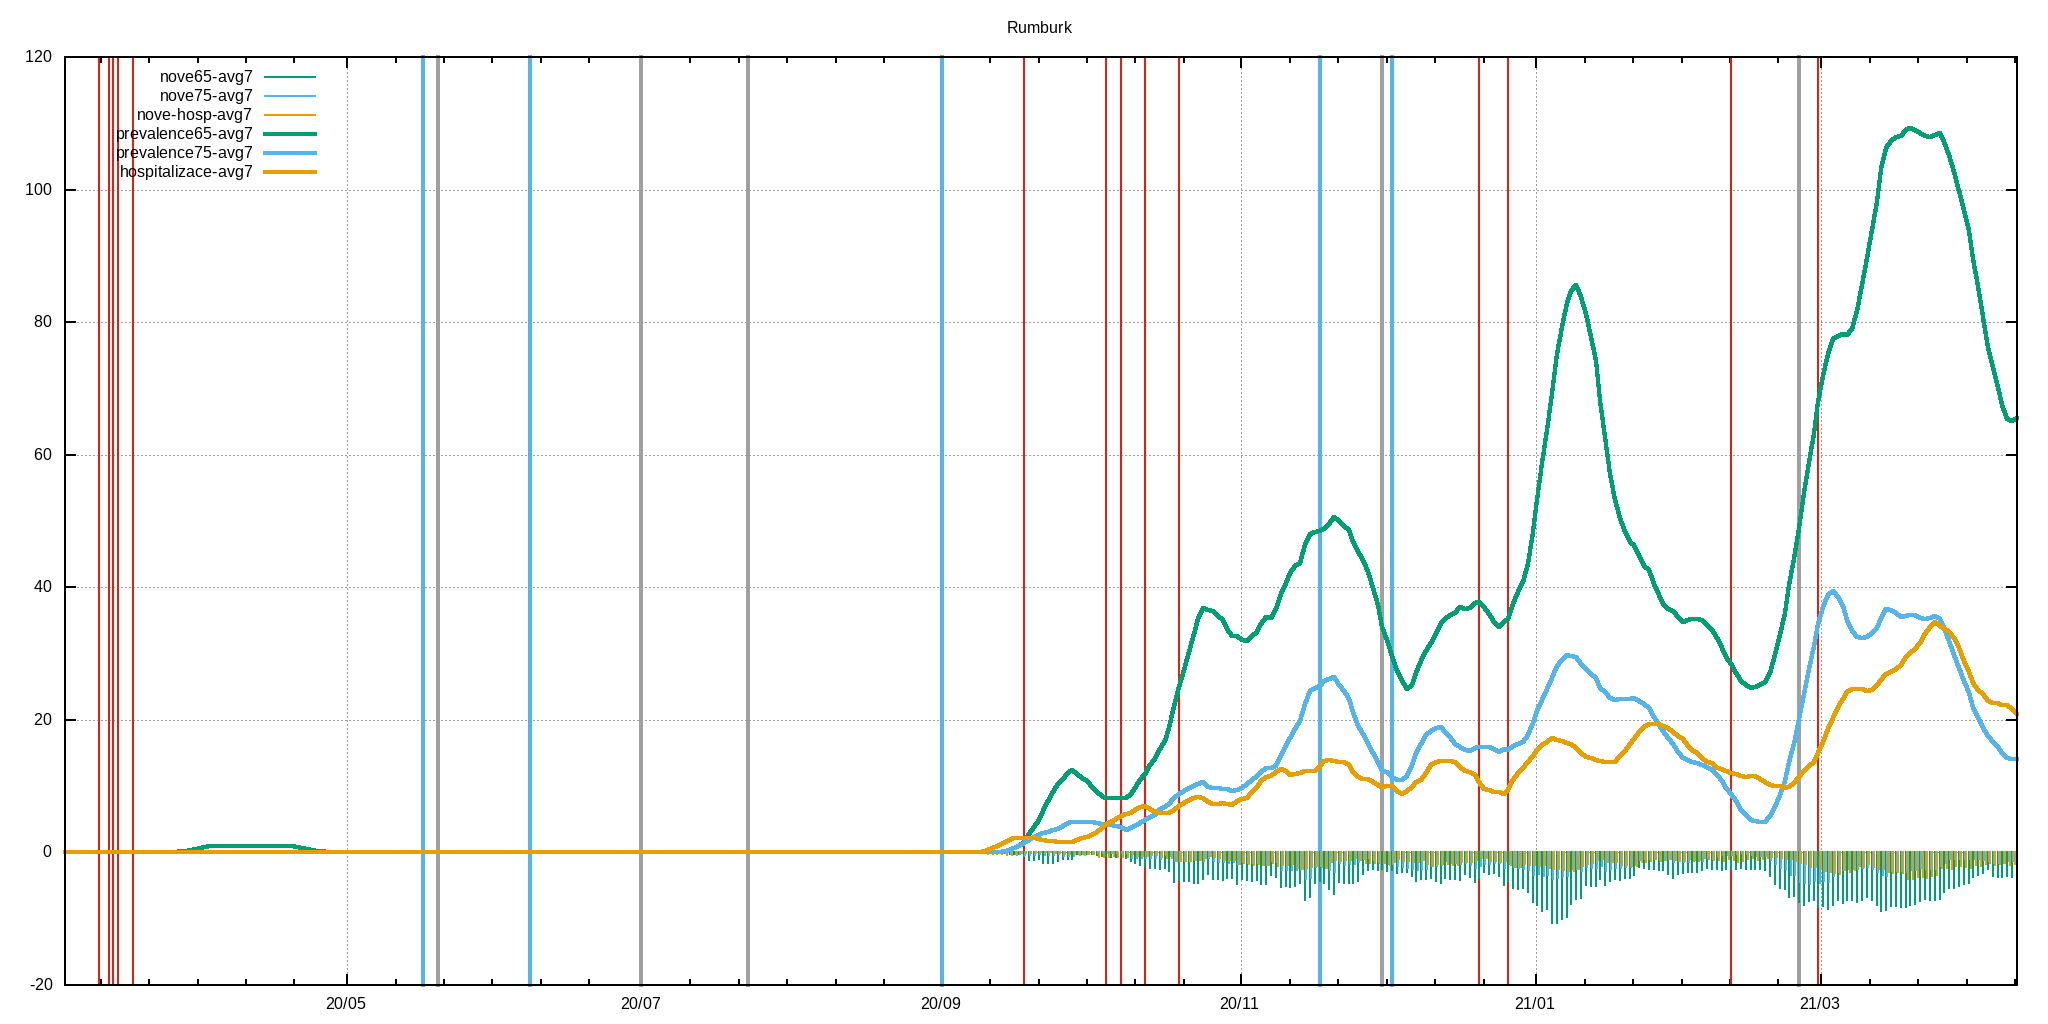 Rumburk
120
100
80
60
40
20
0
-20
nove65-avg7
nove75-avg7
nove-hosp-avg7
prevalence65-avg7
prevalence75-avg7
hospitalizace-avg7
20/05
20/07
20/09
20/11
21/01
21/03